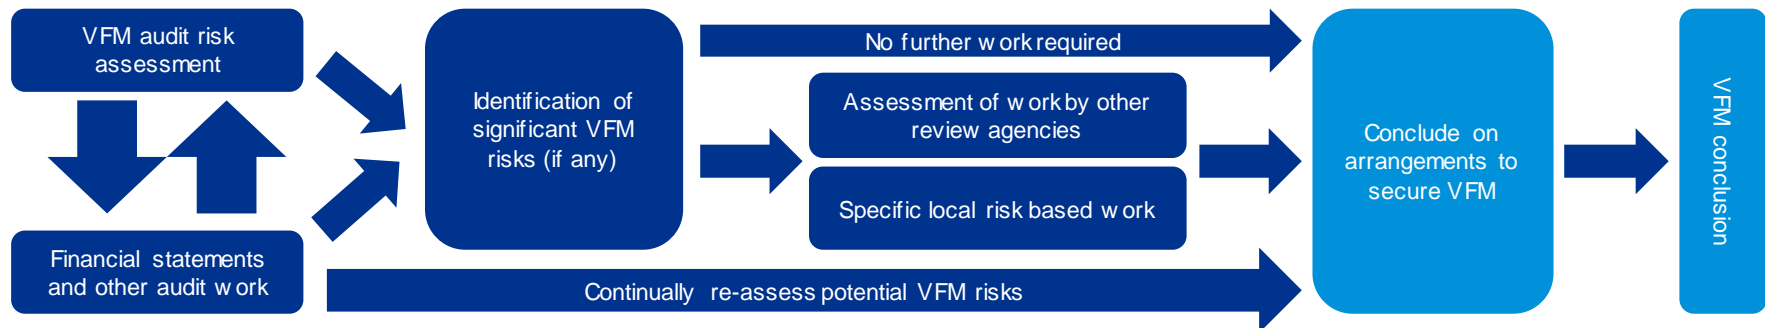 VFM audit risk
assessment
Financial statements
and other audit work
Identification of
significant VFM
risks (if any)
No further work required
Assessment of work by other
review agencies
Specific local risk based work
Continually re-assess potential VFM risks
Conclude on
arrangements to
secure VFM
VFM conclusion